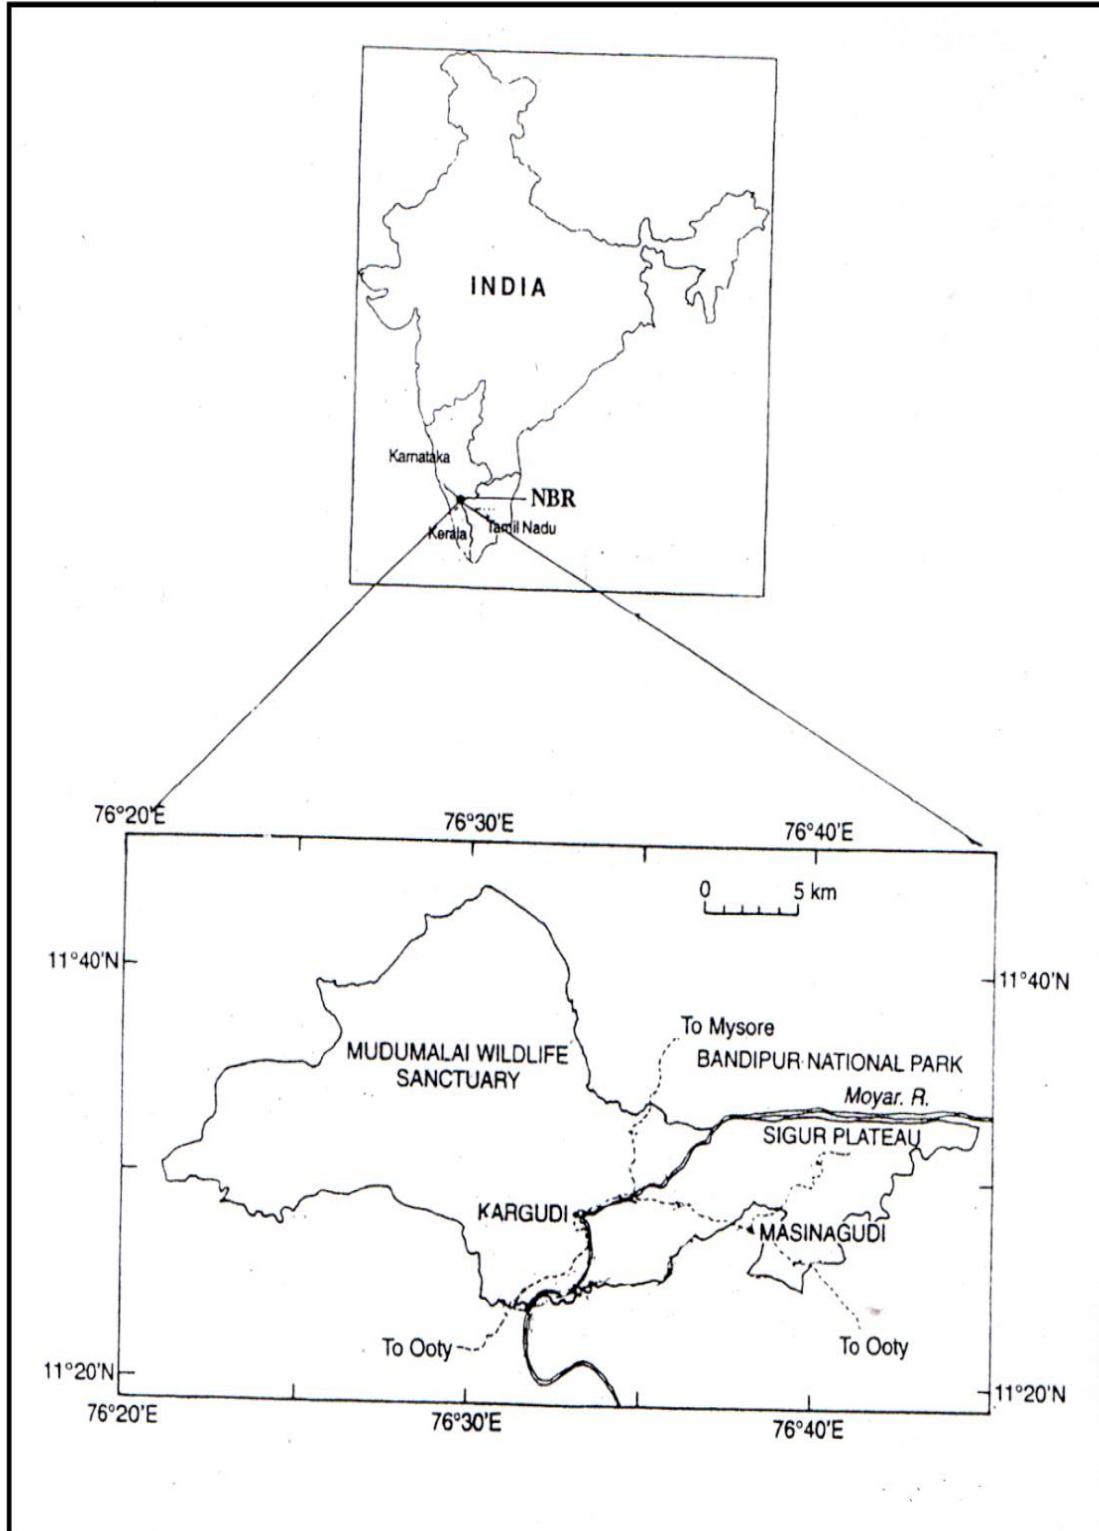 INDIA
Karnataka
NBR
Tamil Nadu
Kerala
76°20'E
76°30'E
76°40'E
0 5 km
11°40'N
11°40'N
To Mysore
MUDUMALAI WILDLIFE
SANCTUARY
BANDIPUR NATIONAL PARK
Moyar. R.
SIGUR PLATEAU
KARGUDI
MASINAGUDI
To Ooty
To Ooty
11°20'N
11°20'N
76°20'E
76°30'E
76°40'E